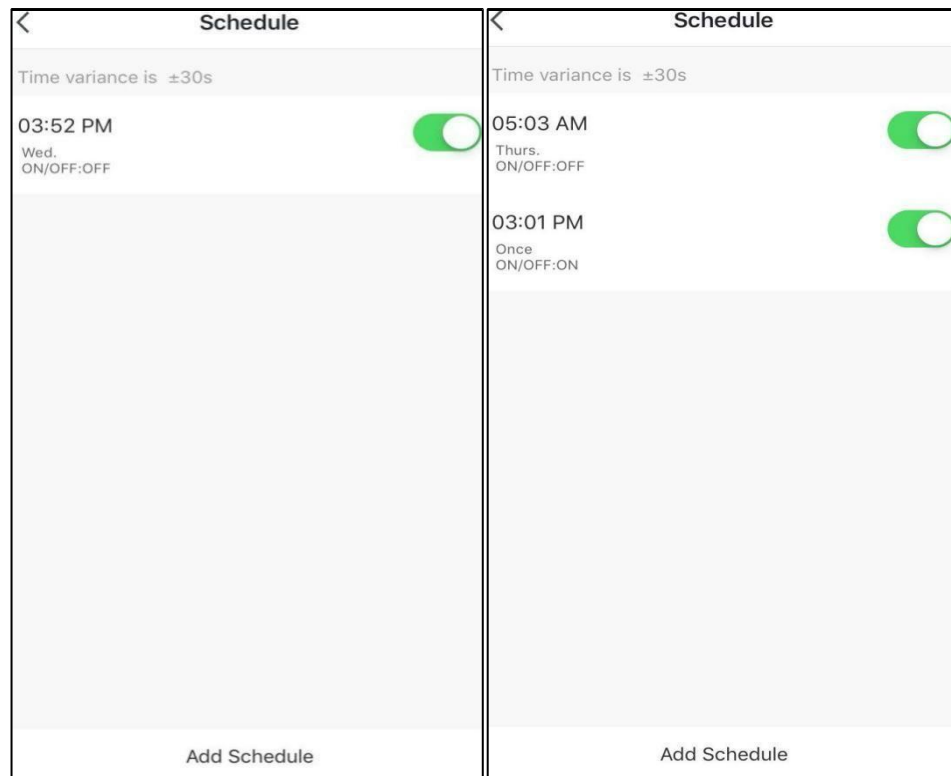 Schedule
Time variance is ±30s
03:52 PM
Wed.
ON/OFF:OFF
Add Schedule
Schedule
Time variance is ±30s
05:03 AM
Thurs.
ON/OFF:OFF
03:01 PM
Once
ON/OFF:ON
Add Schedule